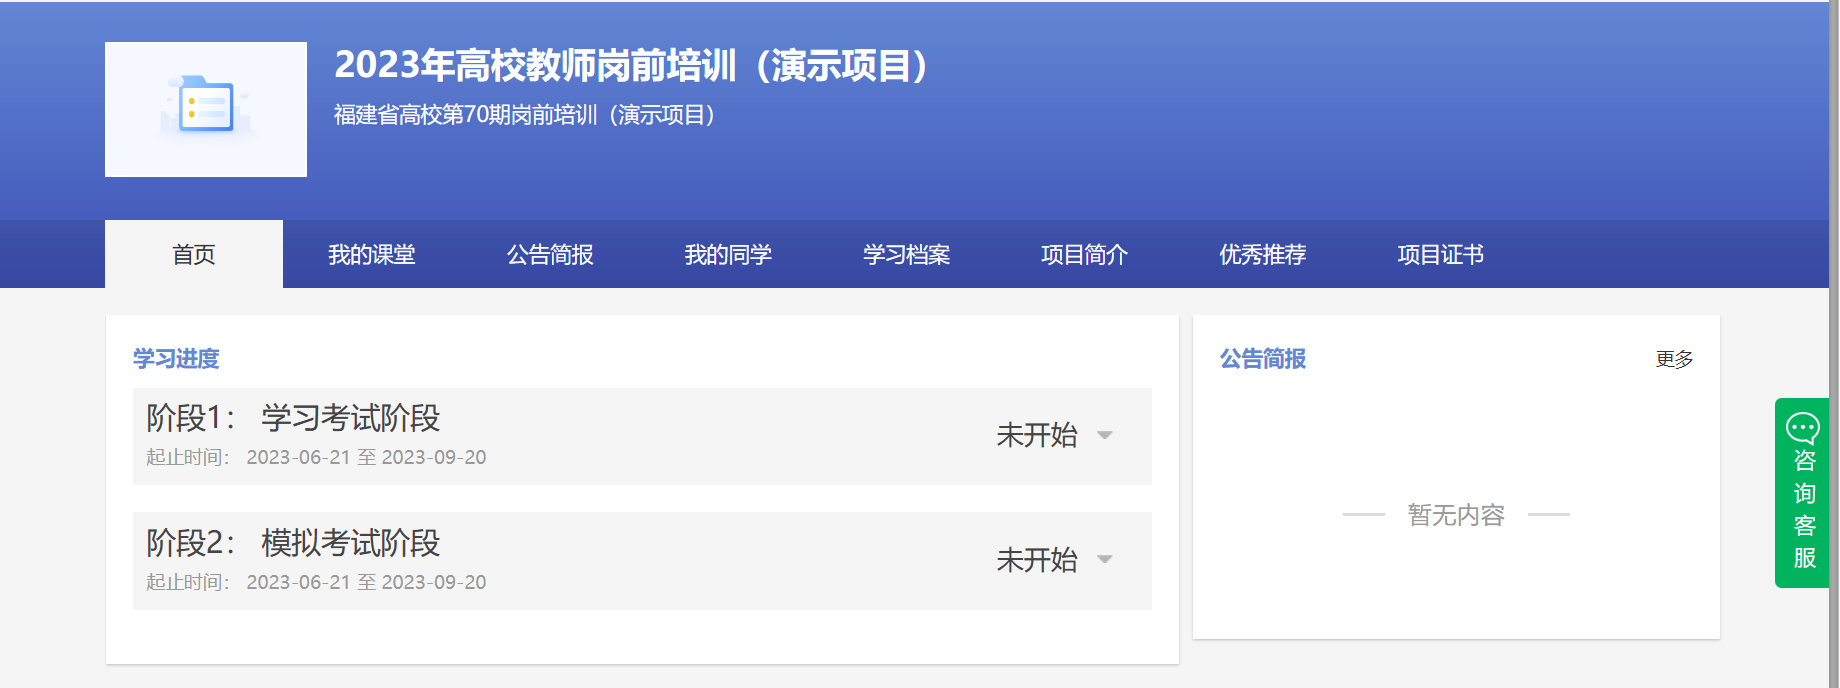 2023年高校教师岗前培训（演示项目）
福建省高校第70期岗前培训（演示项目）
首页 我的课堂 公告简报 我的同学 学习档案 项目简介 优秀推荐 项目证书
学习进度
阶段1： 学习考试阶段
未开始
起止时间： 2023-06-21 至 2023-09-20
阶段2： 模拟考试阶段
未开始
起止时间： 2023-06-21 至 2023-09-20
公告简报 更多
暂无内容
咨
询
客
服